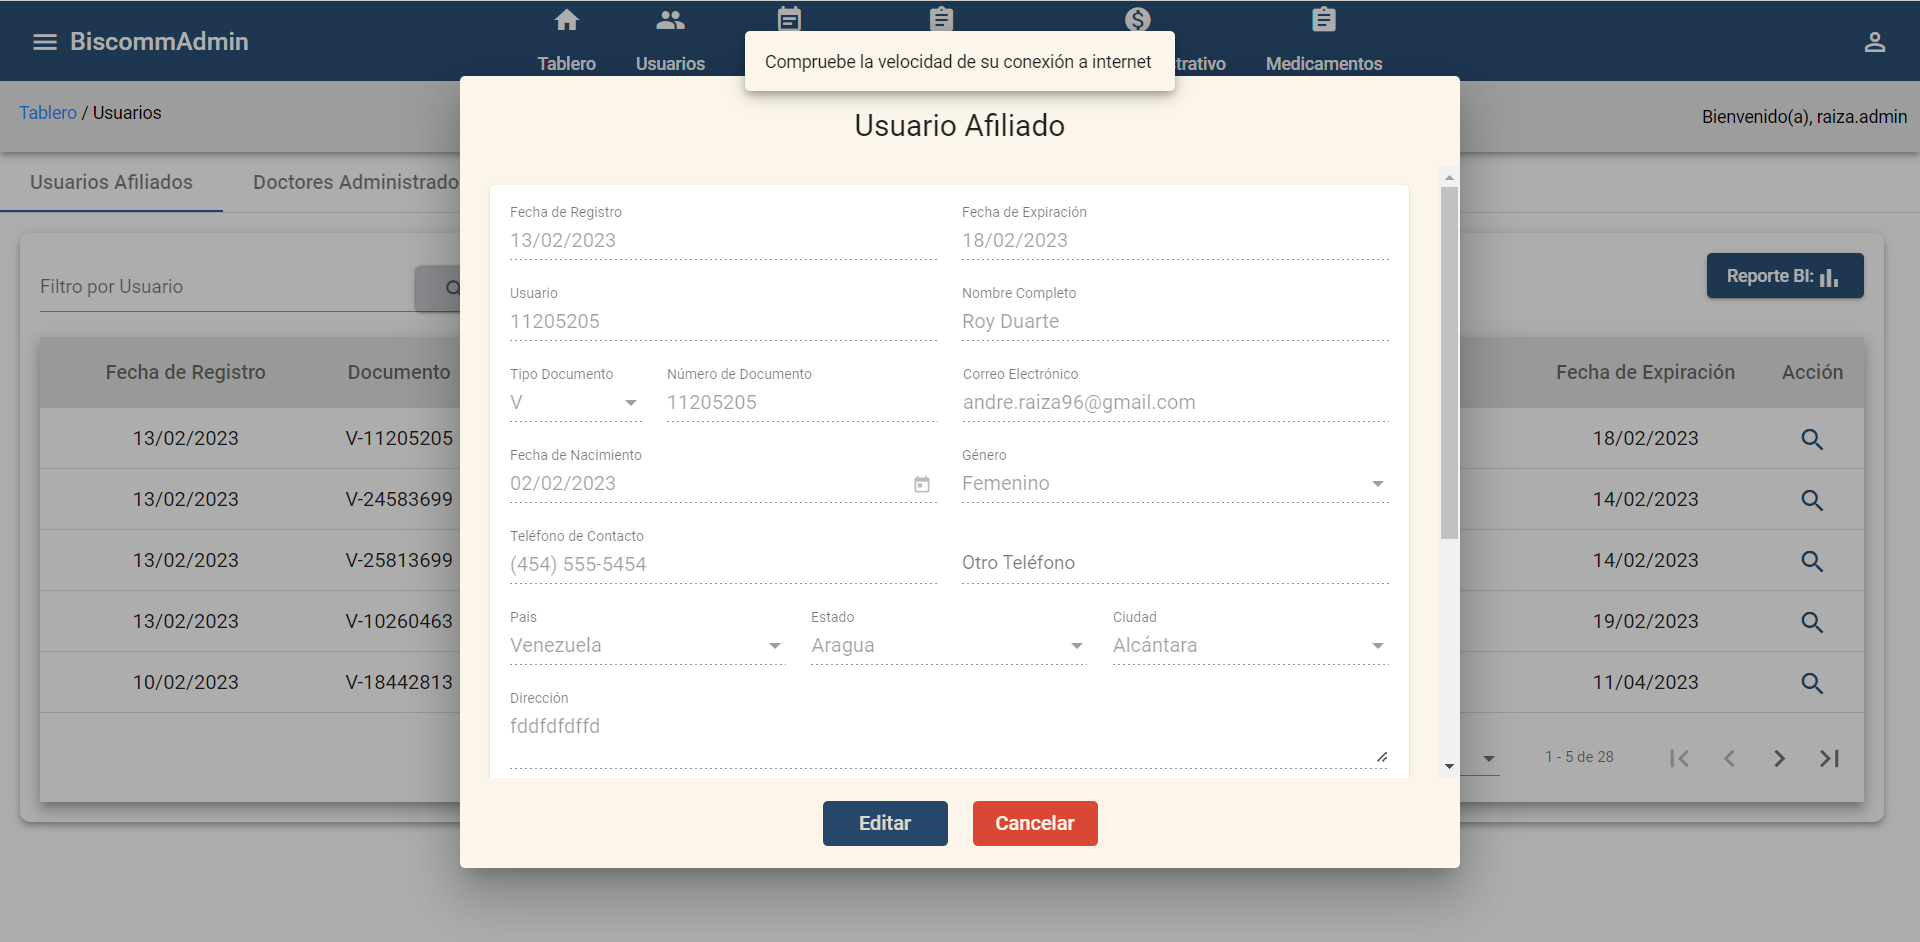 BiscommAdmin
Tablero
Usuarios
trativo
Medicamentos
Compruebe la velocidad de su conexión a internet
Tablero / Usuarios
Bienvenido(a), raiza.admin
Usuario Afiliado
Usuarios Afiliados
Doctores Administrado
Filtro por Usuario
Reporte BI:
Fecha de Registro
Documento
Fecha de Expiración
Acción
13/02/2023
V-11205205
18/02/2023
13/02/2023
V-24583699
14/02/2023
13/02/2023
V-25813699
14/02/2023
13/02/2023
V-10260463
19/02/2023
10/02/2023
V-18442813
11/04/2023
1 - 5 de 28
Fecha de Registro
13/02/2023
Fecha de Expiración
18/02/2023
Usuario
11205205
Nombre Completo
Roy Duarte
Tipo Documento
V
Número de Documento
11205205
Correo Electrónico
andre.raiza96@gmail.com
Fecha de Nacimiento
02/02/2023
Género
Femenino
Teléfono de Contacto
(454) 555-5454
Otro Teléfono
Pais
Venezuela
Estado
Aragua
Ciudad
Alcántara
Dirección
fddfdfdffd
Editar
Cancelar